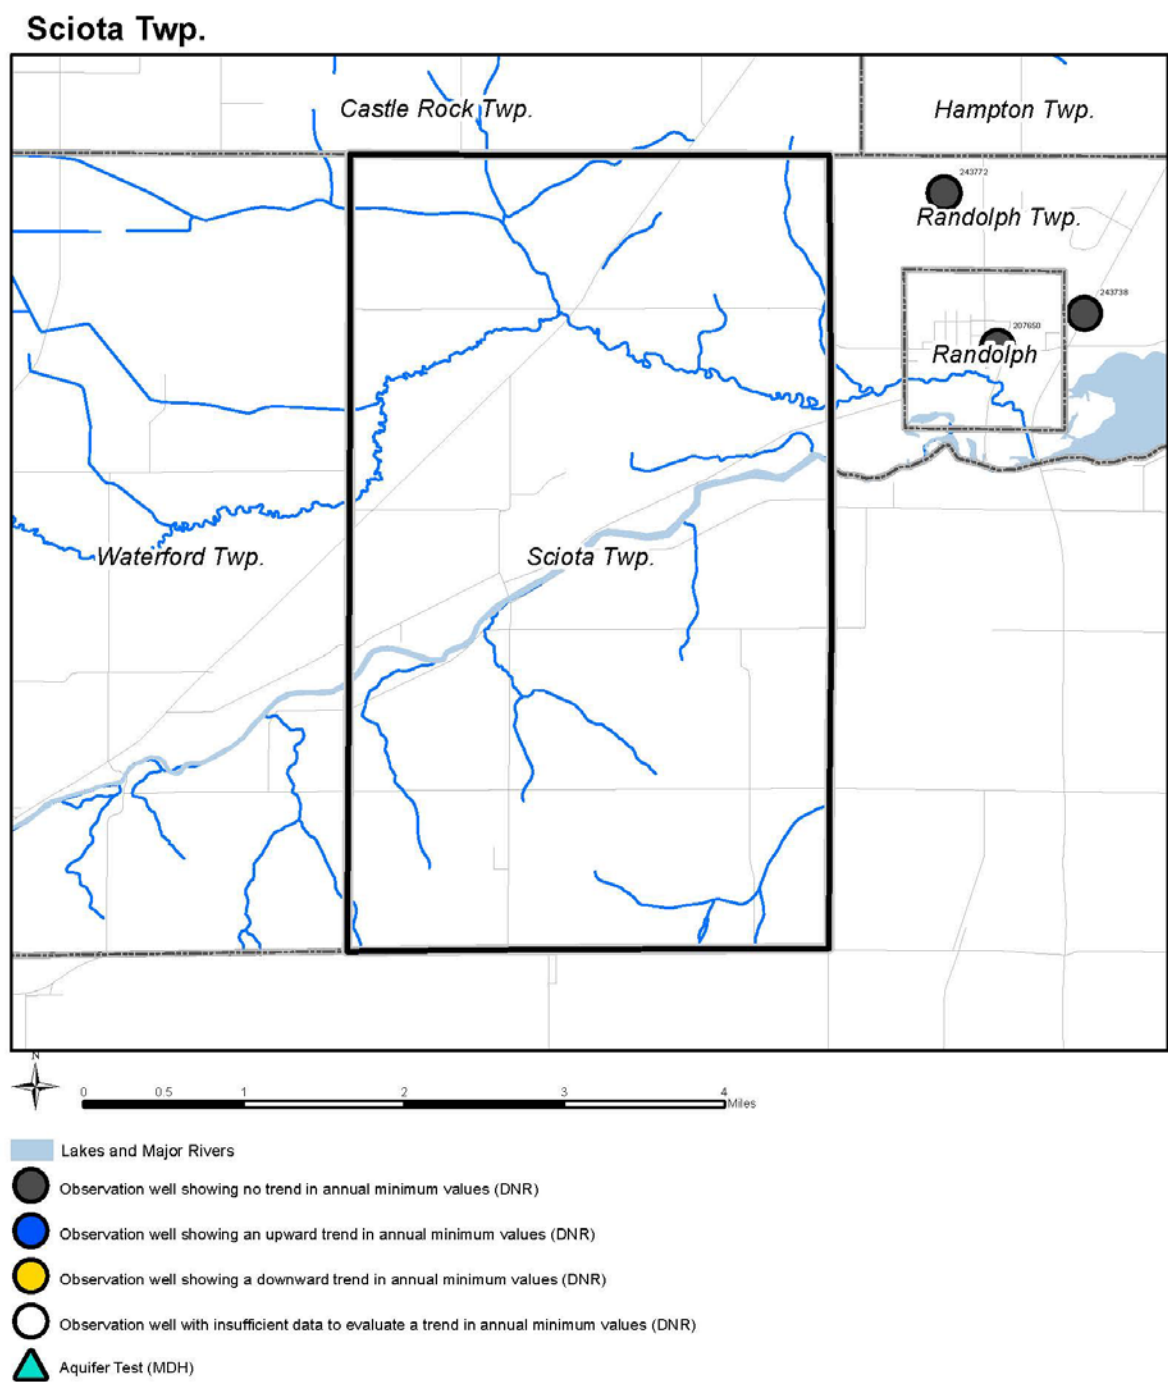 Sciota Twp.
Castle Rock Twp.
Hampton Twp.
243772
Randolph Twp.
243738
207650
Randolph
Waterford Twp.
Sciota Twp.
N
0 0.5 1 2 3 4
Miles
Lakes and Major Rivers
Observation well showing no trend in annual minimum values (DNR)
Observation well showing an upward trend in annual minimum values (DNR)
Observation well showing a downward trend in annual minimum values (DNR)
Observation well with insufficient data to evaluate a trend in annual minimum values (DNR)
Aquifer Test (MDH)